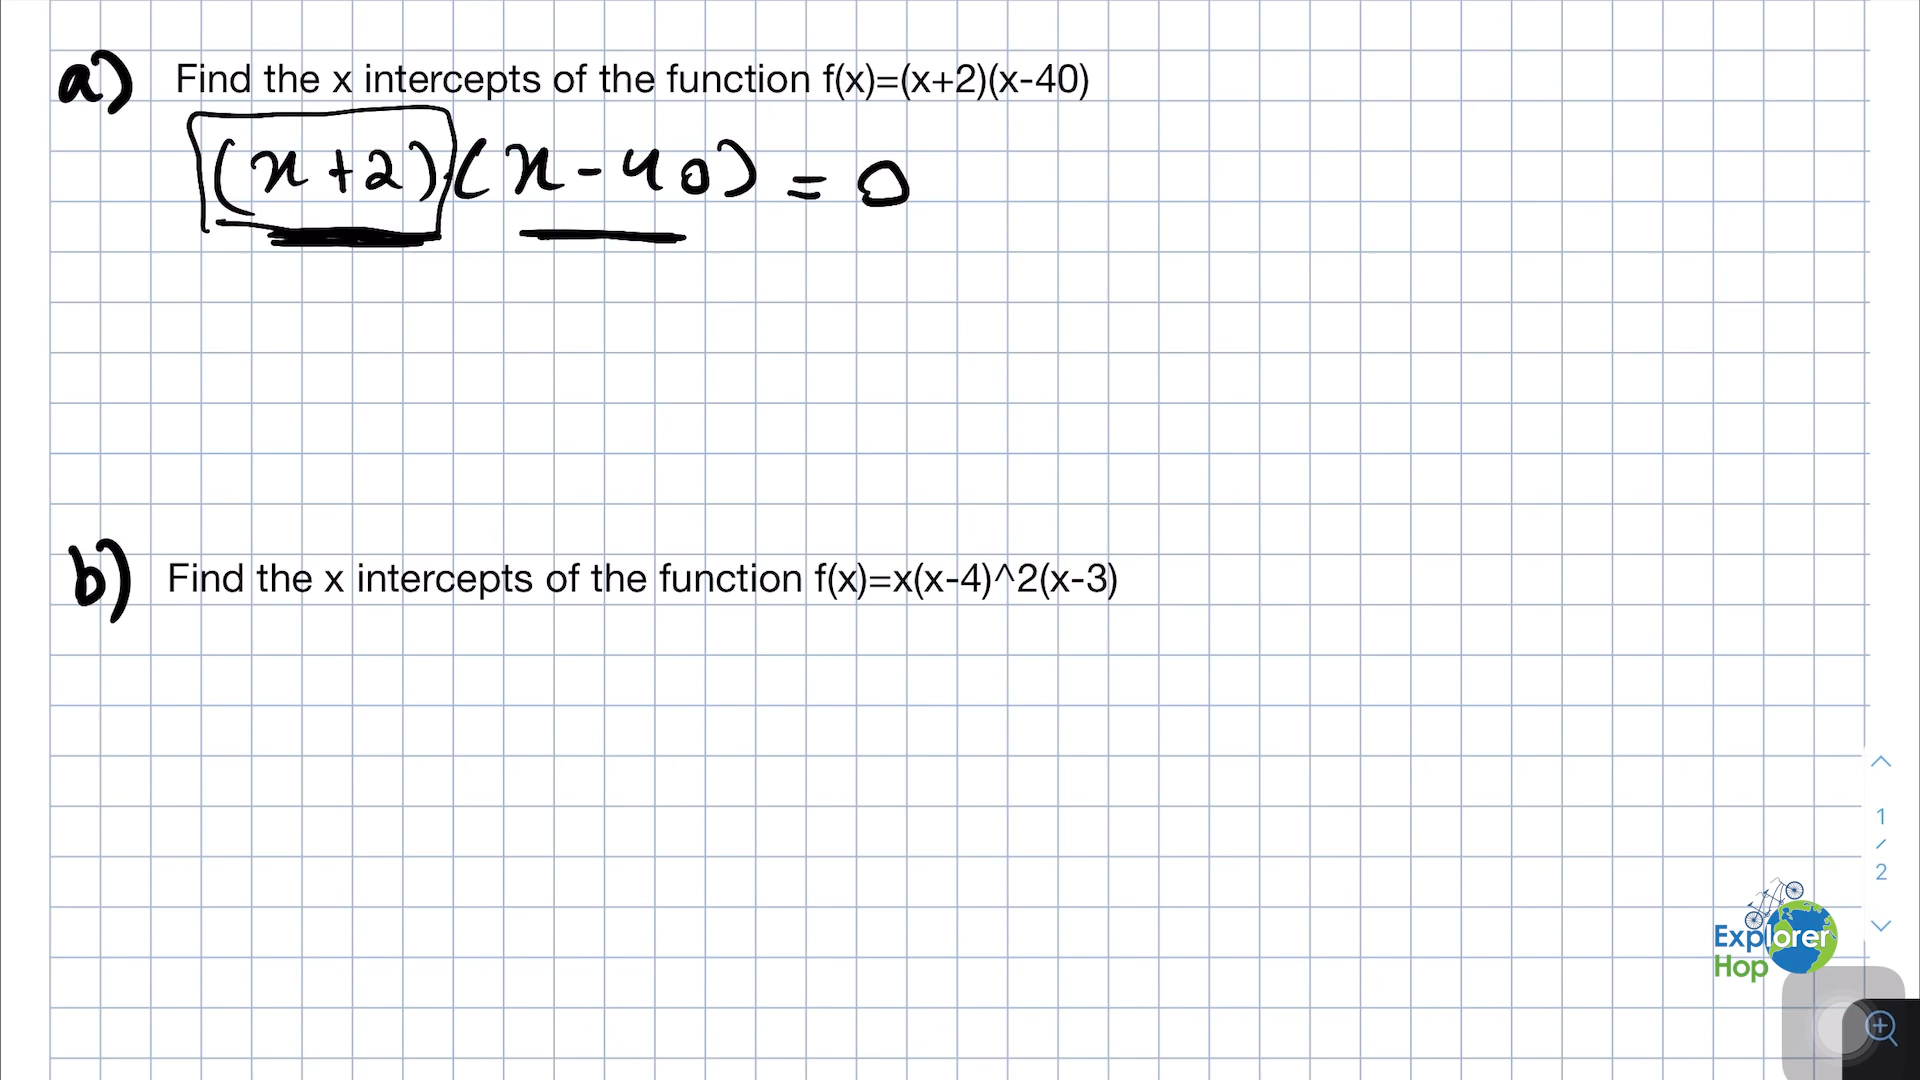 a) Find the x intercepts of the function f(x)=(x+2)(x-40)
(x+2)(x-40)=0
b) Find the x intercepts of the function f(x)=x(x-4)^2(x-3)
1
/
2
Explorer
Hop